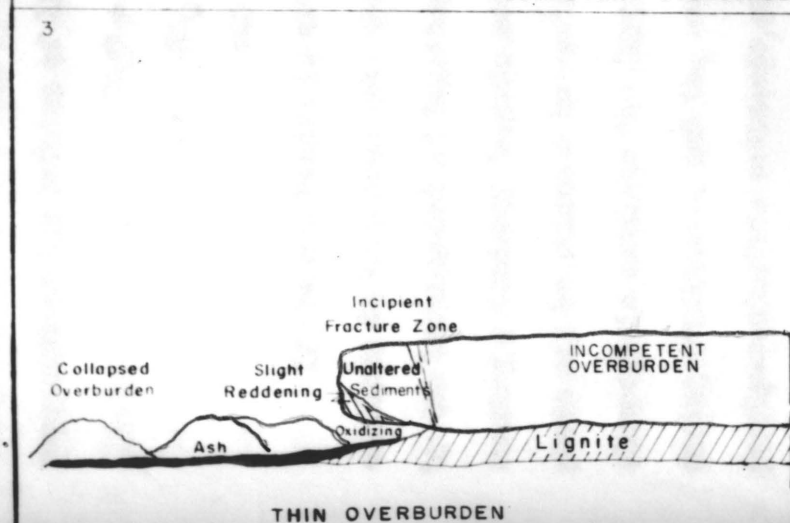 3
Incipient
Fracture Zone
Collapsed
Overburden
Slight
Reddening
Unaltered
Sediments
INCOMPETENT
OVERBURDEN
Oxidizing
Ash
Lignite
THIN OVERBURDEN